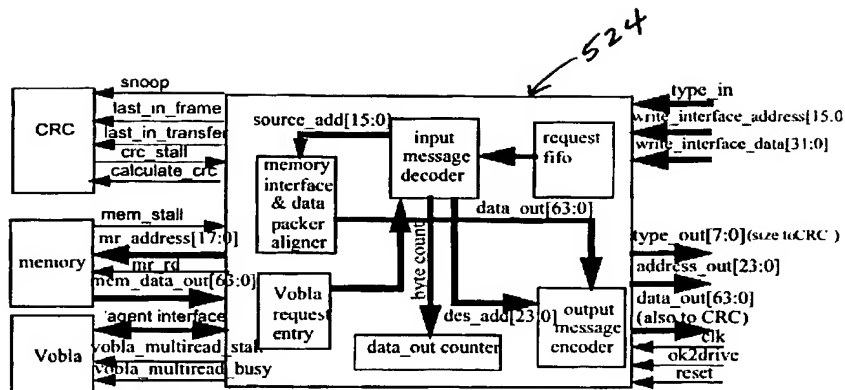 524
snoop
last_in_frame
CRC
last_in_transfer
crc_stall
calculate_crc
mem_stall
mr_address[17:0]
memory
mr_rd
mem_data_out[63:0]
agent interface
Vobla
vobla_multiread_stall
vobla_multiread_busy
source_add[15:0]
input
message
decoder
request
fifo
memory
interface
& data
packer
aligner
data_out[63:0]
byte count
Vobla
request
entry
des_add[23:0]
output
message
encoder
data_out counter
type_in
write_interface_address[15.0
write_interface_data[31:0]
type_out[7:0](size toCRC )
address_out[23:0]
data_out[63:0]
(also to CRC)
clk
ok2drive
reset